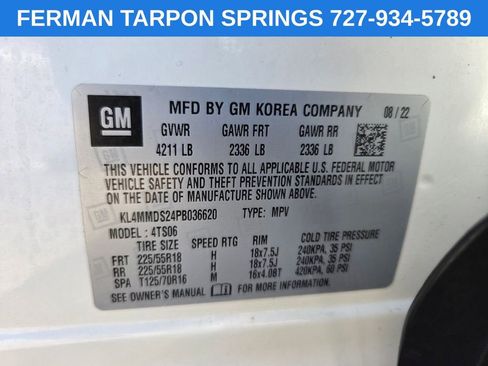 FERMAN TARPON SPRINGS 727-934-5789
GM
MFD BY GM KOREA COMPANY 08/22
GVWR GAWR FRT GAWR RR
4211 LB 2336 LB 2336 LB
THIS VEHICLE CONFORMS TO ALL APPLICABLE U.S. FEDERAL MOTOR
VEHICLE SAFETY AND THEFT PREVENTION STANDARDS IN EFFECT
ON THE DATE OF MANUFACTURE SHOWN ABOVE.
KL4MMDS24PB036620 TYPE: MPV
MODEL: 4TS06
TIRE SIZE SPEED RTG RIM COLD TIRE PRESSURE
FRT 225/55R18 H 18x7.5J 240KPA, 35 PSI
RR 225/55R18 H 18x7.5J 240KPA, 35 PSI
SPA T125/70R16 M 16x4.0BT 420KPA, 60 PSI
SEE OWNER'S MANUAL FOR MORE INFORMATION